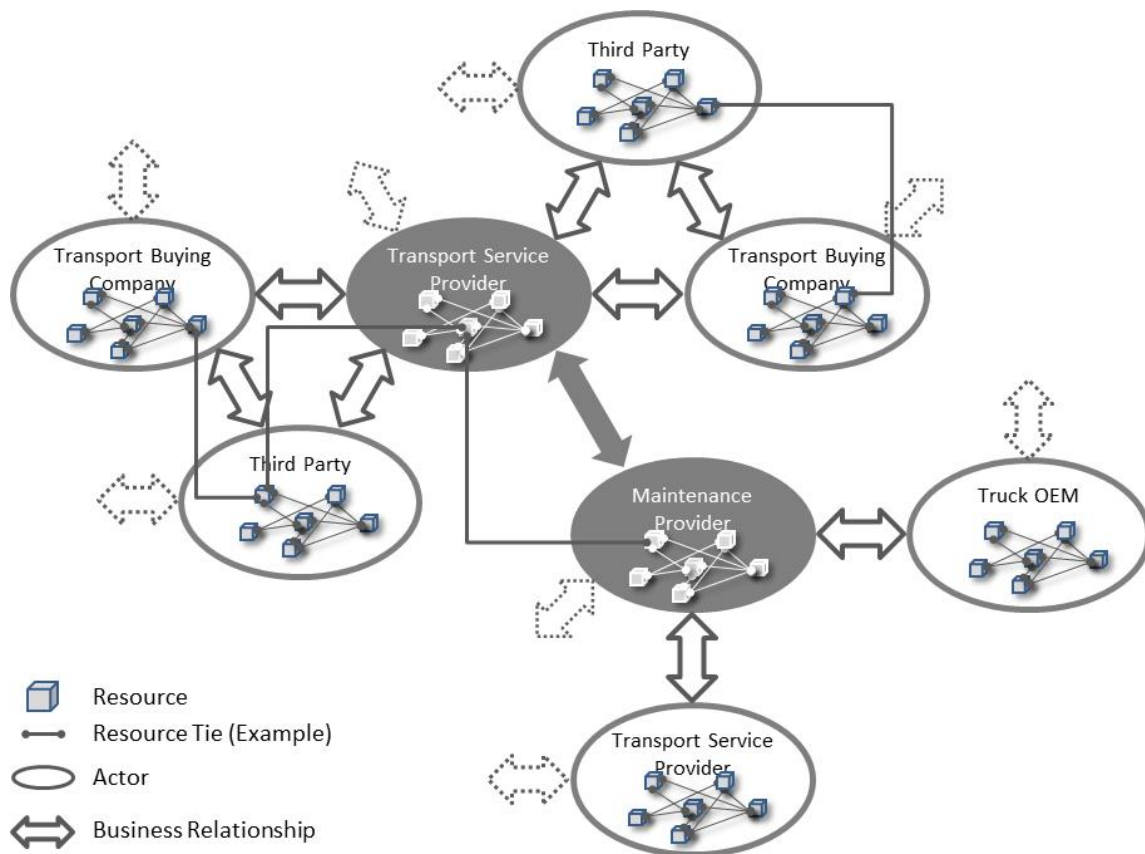 Third Party
Transport Buying
Company
Transport Service
Provider
Transport Buying
Company
Third Party
Maintenance
Provider
Truck OEM
Transport Service
Provider
Resource
Resource Tie (Example)
Actor
Business Relationship